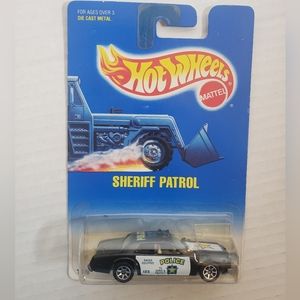 FOR AGES OVER 3
DIE CAST METAL
HOT WHEELS
MATTEL
SHERIFF PATROL
POLICE